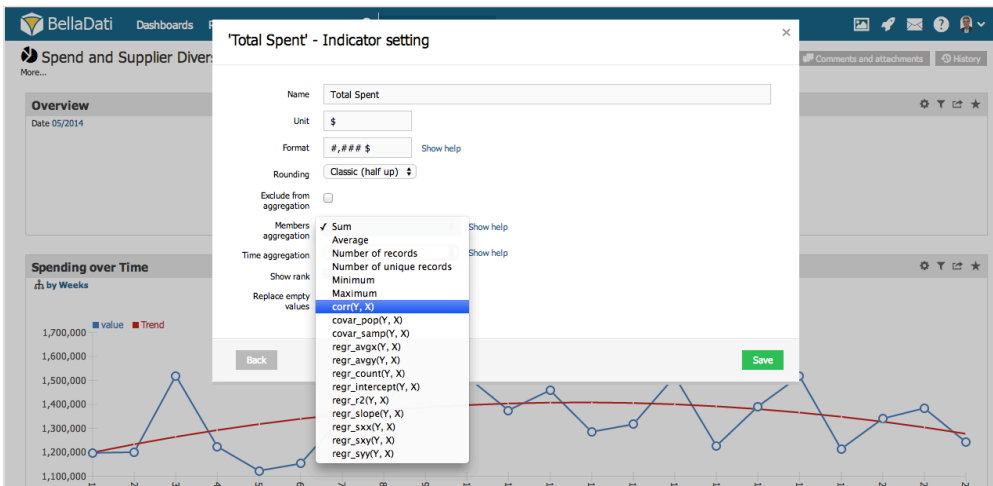 BellaDati Dashboards
'Total Spent' - Indicator setting
×
Spend and Supplier Divers
More...
Comments and attachments History
Overview
Date 05/2014
Name Total Spent
Unit $
Format #,### $ Show help
Rounding Classic (half up)
Exclude from
aggregation
Members
aggregation
✓ Sum Show help
Average
Time aggregation Number of records Show help
Number of unique records
Show rank Minimum
Replace empty
values
Maximum
corr(Y, X)
covar_pop(Y, X)
covar_samp(Y, X)
regr_avgx(Y, X)
regr_avgy(Y, X)
regr_count(Y, X)
regr_intercept(Y, X)
regr_r2(Y, X)
regr_slope(Y, X)
regr_sxx(Y, X)
regr_sxy(Y, X)
regr_syy(Y, X)
Back Save
Spending over Time
by Weeks
value Trend
1,700,000
1,600,000
1,500,000
1,400,000
1,300,000
1,200,000
1,100,000